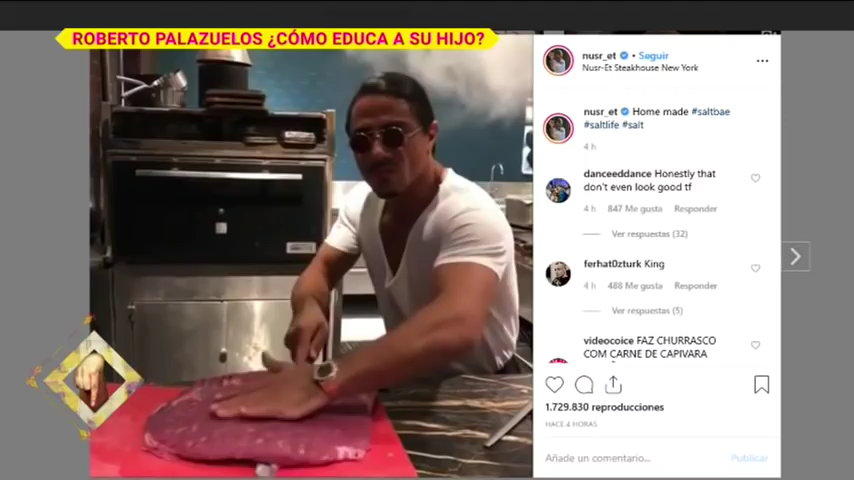 ROBERTO PALAZUELOS ¿CÓMO EDUCA A SU HIJO?
nusr_et • Seguir
Nusr-Et Steakhouse New York
nusr_et Home made #saltbae
#saltlife #salt
4 h
danceeddance Honestly that
don't even look good tf
4 h 847 Me gusta Responder
Ver respuestas (32)
ferhat0zturk King
4 h 488 Me gusta Responder
Ver respuestas (5)
videocoice FAZ CHURRASCO
COM CARNE DE CAPIVARA
1.729.830 reproducciones
HACE 4 HORAS
Añade un comentario...
Publicar